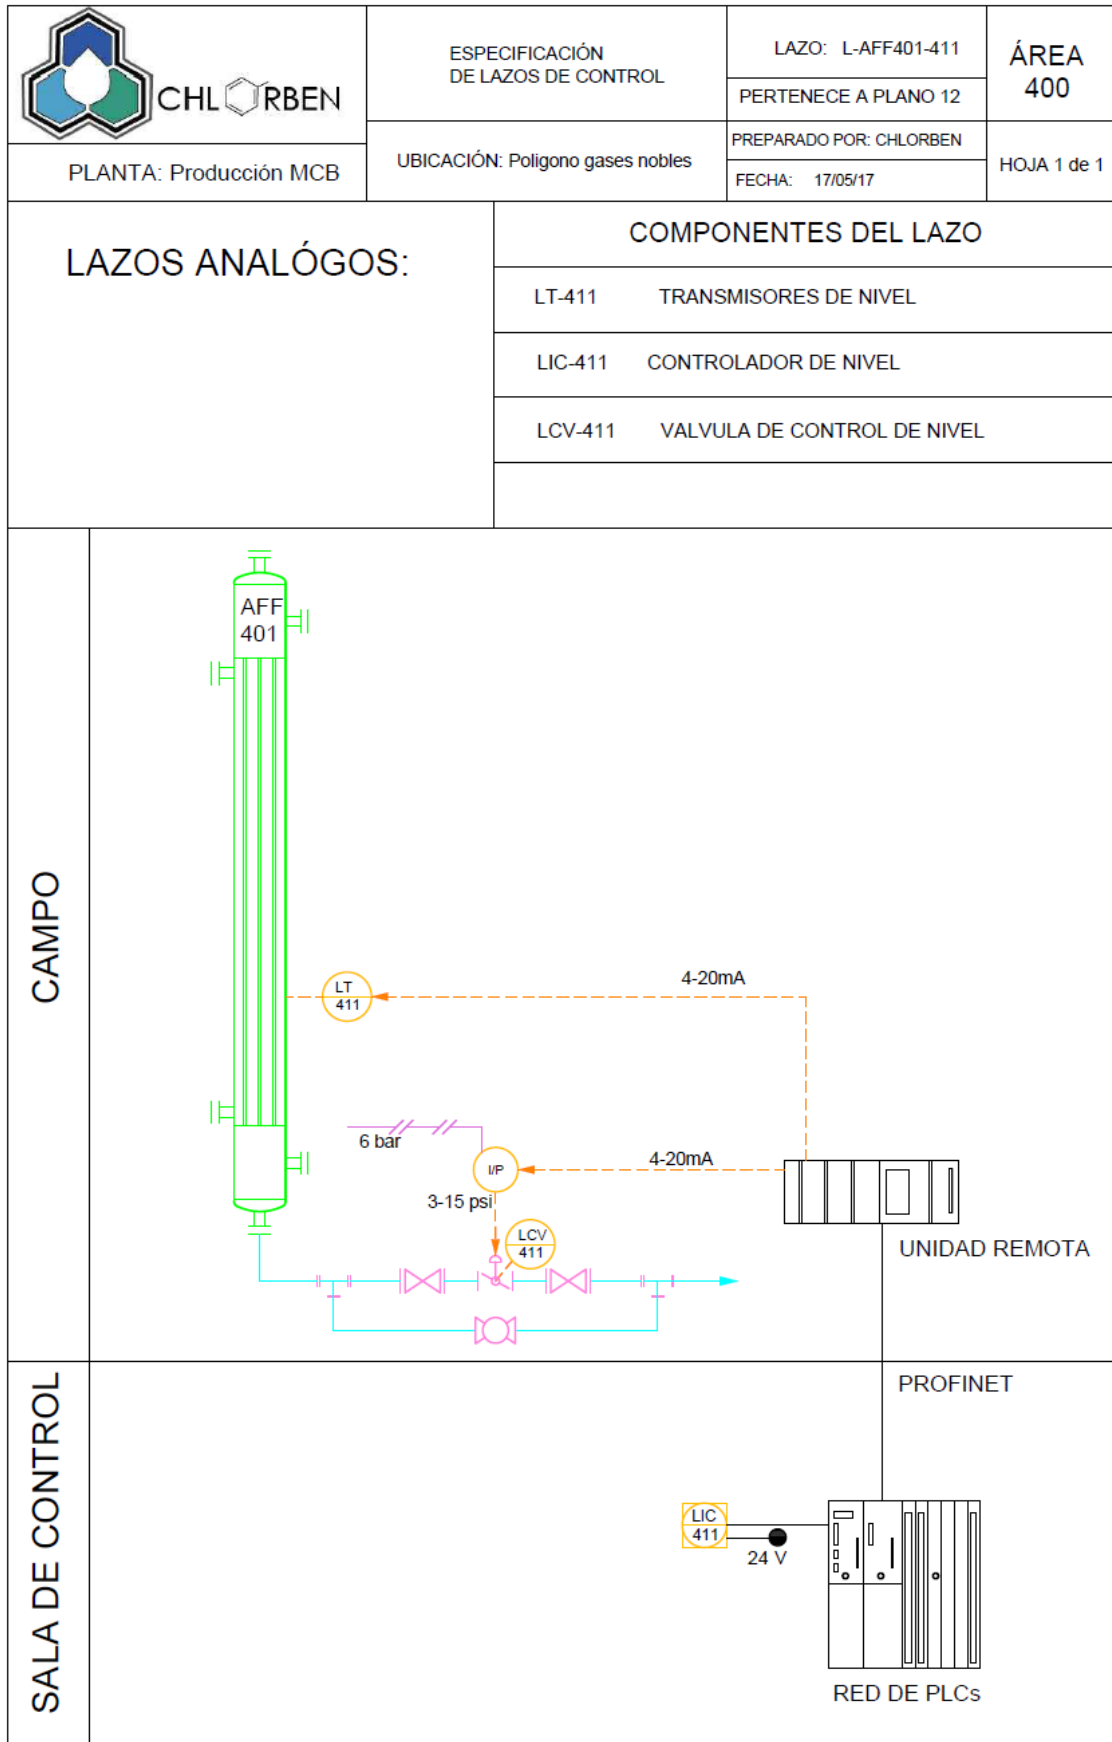 CHLORBEN
PLANTA: Producción MCB
ESPECIFICACIÓN
DE LAZOS DE CONTROL
UBICACIÓN: Poligono gases nobles
LAZO: L-AFF401-411
PERTENECE A PLANO 12
PREPARADO POR: CHLORBEN
FECHA: 17/05/17
ÁREA
400
HOJA 1 de 1
LAZOS ANALÓGOS:
COMPONENTES DEL LAZO
LT-411 TRANSMISORES DE NIVEL
LIC-411 CONTROLADOR DE NIVEL
LCV-411 VALVULA DE CONTROL DE NIVEL
CAMPO
AFF
401
LT
411
4-20mA
6 bar
I/P
4-20mA
3-15 psi
LCV
411
UNIDAD REMOTA
SALA DE CONTROL
PROFINET
LIC
411
24 V
RED DE PLCs